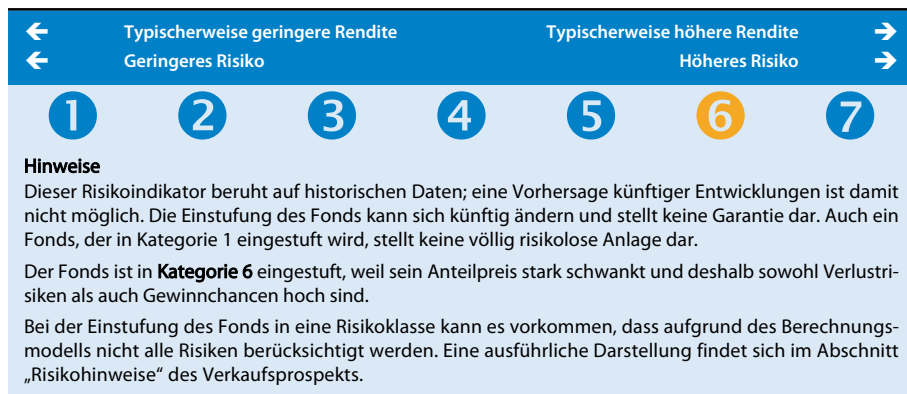 ← Typischerweise geringere Rendite Typischerweise höhere Rendite →
← Geringeres Risiko Höheres Risiko →
1 2 3 4 5 6 7
Hinweise
Dieser Risikoindikator beruht auf historischen Daten; eine Vorhersage künftiger Entwicklungen ist damit
nicht möglich. Die Einstufung des Fonds kann sich künftig ändern und stellt keine Garantie dar. Auch ein
Fonds, der in Kategorie 1 eingestuft wird, stellt keine völlig risikolose Anlage dar.
Der Fonds ist in Kategorie 6 eingestuft, weil sein Anteilpreis stark schwankt und deshalb sowohl Verlustri-
siken als auch Gewinnchancen hoch sind.
Bei der Einstufung des Fonds in eine Risikoklasse kann es vorkommen, dass aufgrund des Berechnungs-
modells nicht alle Risiken berücksichtigt werden. Eine ausführliche Darstellung findet sich im Abschnitt
„Risikohinweise“ des Verkaufsprospekts.